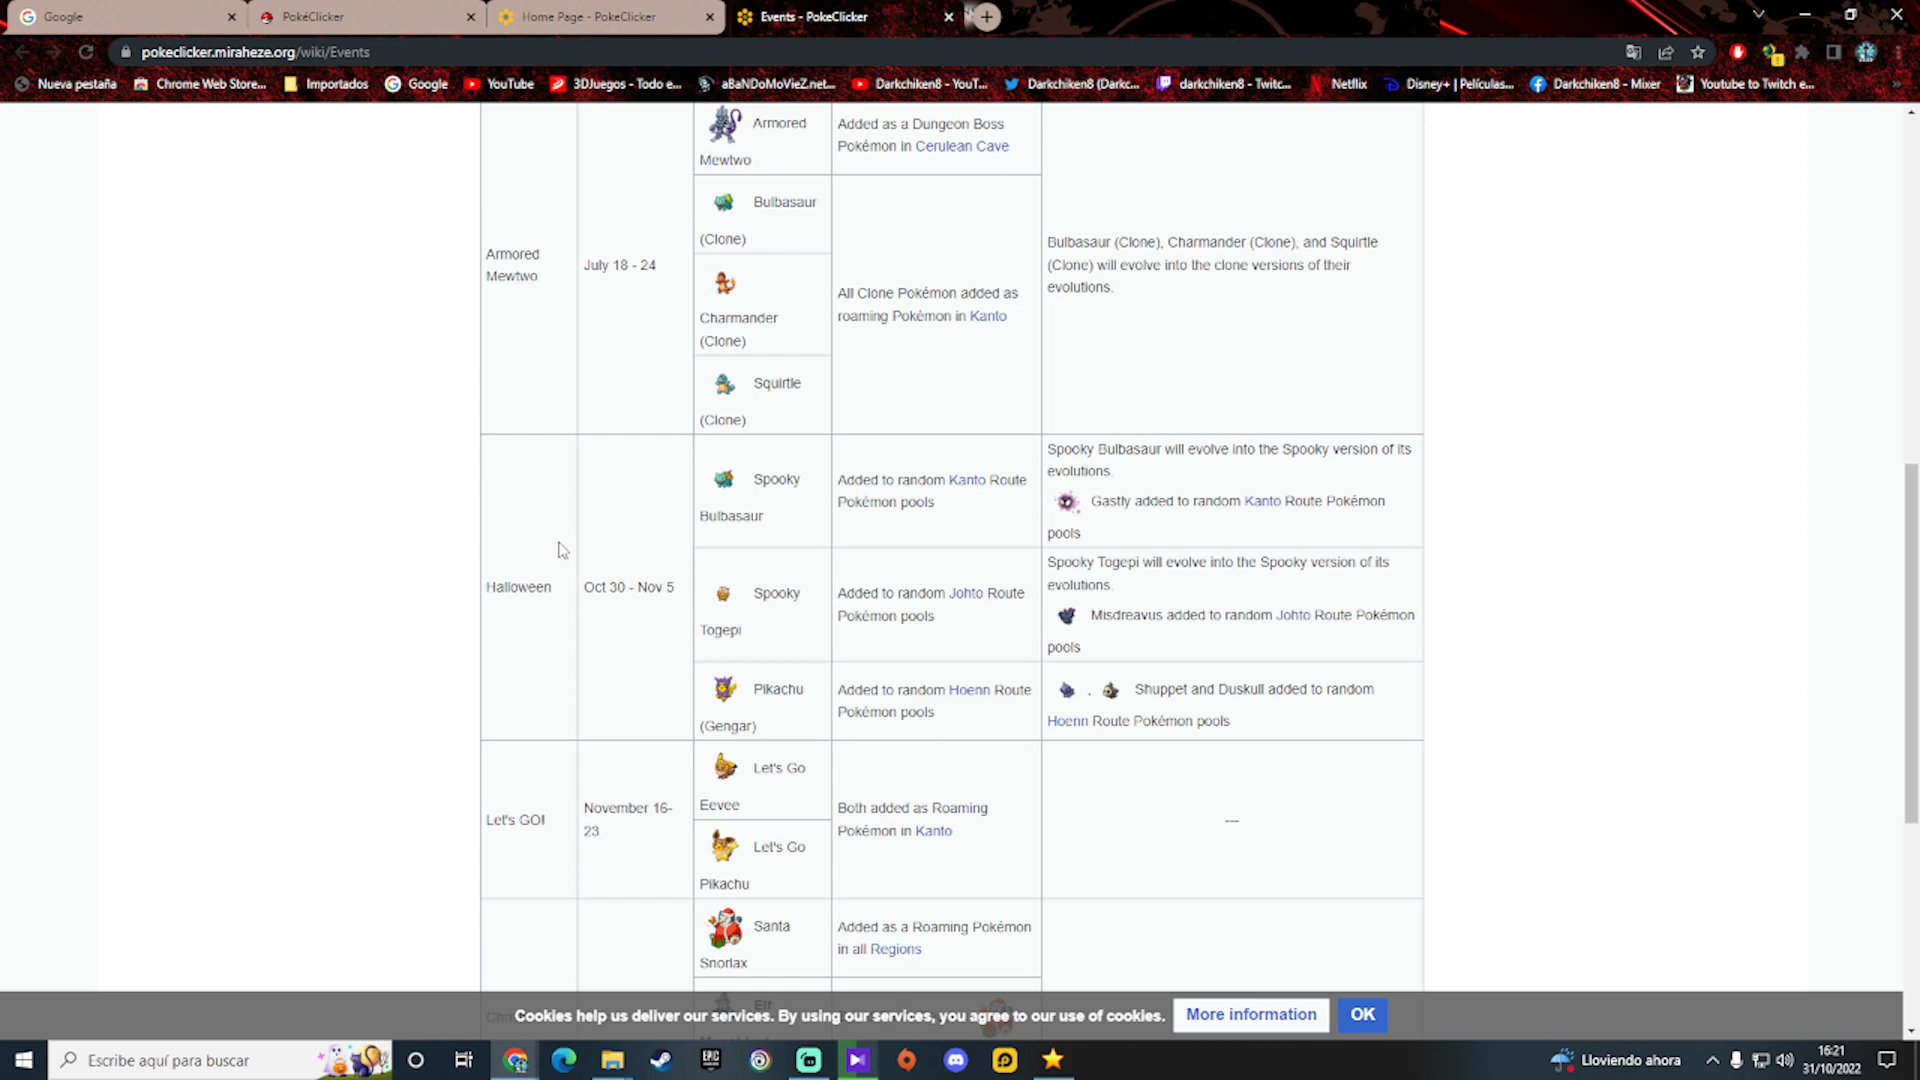 Google
PokéClicker
Home Page - PokeClicker
Events - PokeClicker
pokeclicker.miraheze.org/wiki/Events
Nueva pestaña
Chrome Web Store...
Importados
Google
YouTube
3DJuegos - Todo e...
aBaNDoMoVieZ.net...
Darkchiken8 - YouT...
Darkchiken8 (Darkc...
darkchiken8 - Twitc...
Netflix
Disney+ | Películas...
Darkchiken8 - Mixer
Youtube to Twitch e...
Armored
Mewtwo
July 18 - 24
Armored
Mewtwo
Added as a Dungeon Boss
Pokémon in Cerulean Cave
Bulbasaur
(Clone)
Charmander
(Clone)
Squirtle
(Clone)
All Clone Pokémon added as
roaming Pokémon in Kanto
Bulbasaur (Clone), Charmander (Clone), and Squirtle
(Clone) will evolve into the clone versions of their
evolutions.
Halloween
Oct 30 - Nov 5
Spooky
Bulbasaur
Added to random Kanto Route
Pokémon pools
Spooky Bulbasaur will evolve into the Spooky version of its
evolutions.
Gastly added to random Kanto Route Pokémon
pools
Spooky
Togepi
Added to random Johto Route
Pokémon pools
Spooky Togepi will evolve into the Spooky version of its
evolutions.
Misdreavus added to random Johto Route Pokémon
pools
Pikachu
(Gengar)
Added to random Hoenn Route
Pokémon pools
, Shuppet and Duskull added to random
Hoenn Route Pokémon pools
Let's GO!
November 16-
23
Let's Go
Eevee
Let's Go
Pikachu
Both added as Roaming
Pokémon in Kanto
—
Santa
Snorlax
Added as a Roaming Pokémon
in all Regions
Elf
Cookies help us deliver our services. By using our services, you agree to our use of cookies.
More information
OK
Escribe aquí para buscar
EPIC
Lloviendo ahora
16:21
31/10/2022